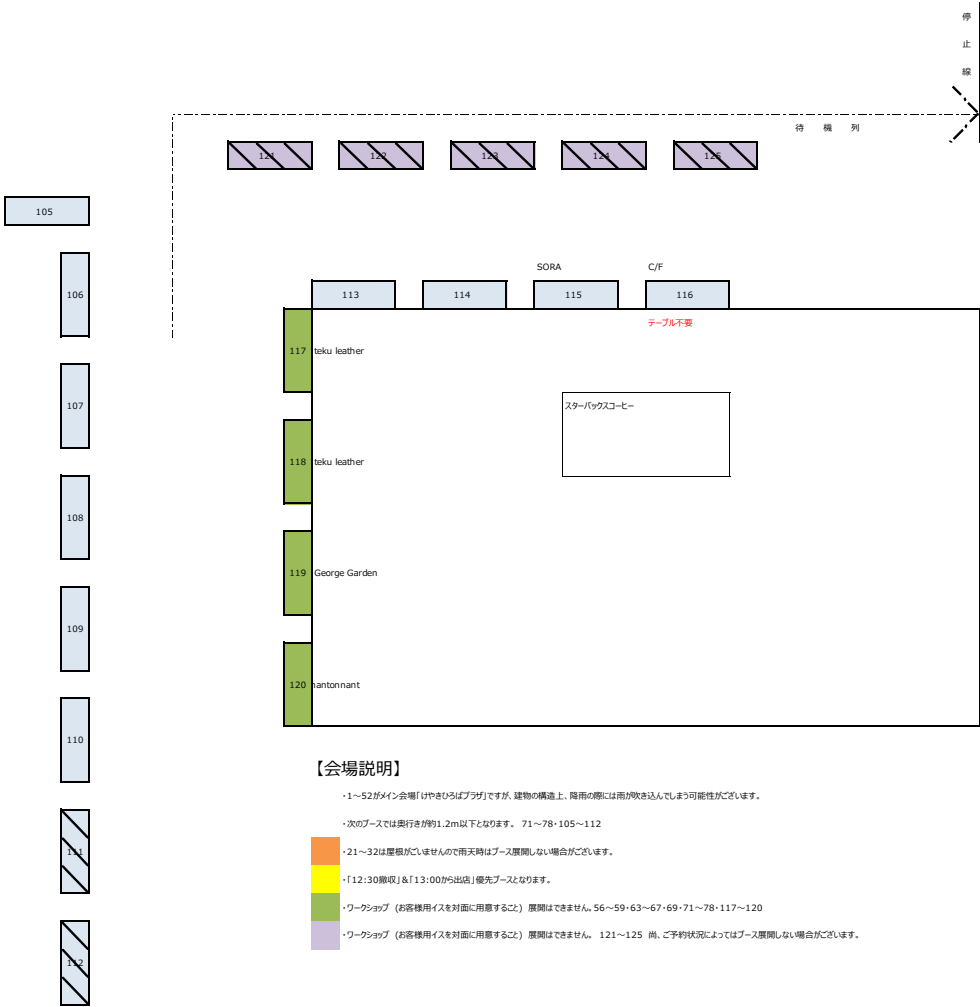 停
止
線
待 機 列
121
122
123
124
125
105
106
SORA
C/F
113
114
115
116
テーブル不要
117
teku leather
スターバックスコーヒー
107
118
teku leather
108
119
George Garden
109
120
nantonnant
110
【会場説明】
・1～52がメイン会場「けやきひろばプラザ」ですが、建物の構造上、降雨の際には雨が吹き込んでしまう可能性がございます。
・次のブースでは奥行きが約1.2m以下となります。 71～78・105～112
111
・21～32は屋根がごいませんので雨天時はブース展開しない場合がございます。
・「12:30撤収」＆「13:00から出店」優先ブースとなります。
・ワークショップ (お客様用イスを対面に用意すること) 展開はできません。56～59・63～67・69・71～78・117～120
・ワークショップ (お客様用イスを対面に用意すること) 展開はできません。 121～125 尚、ご予約状況によってはブース展開しない場合がございます。
112